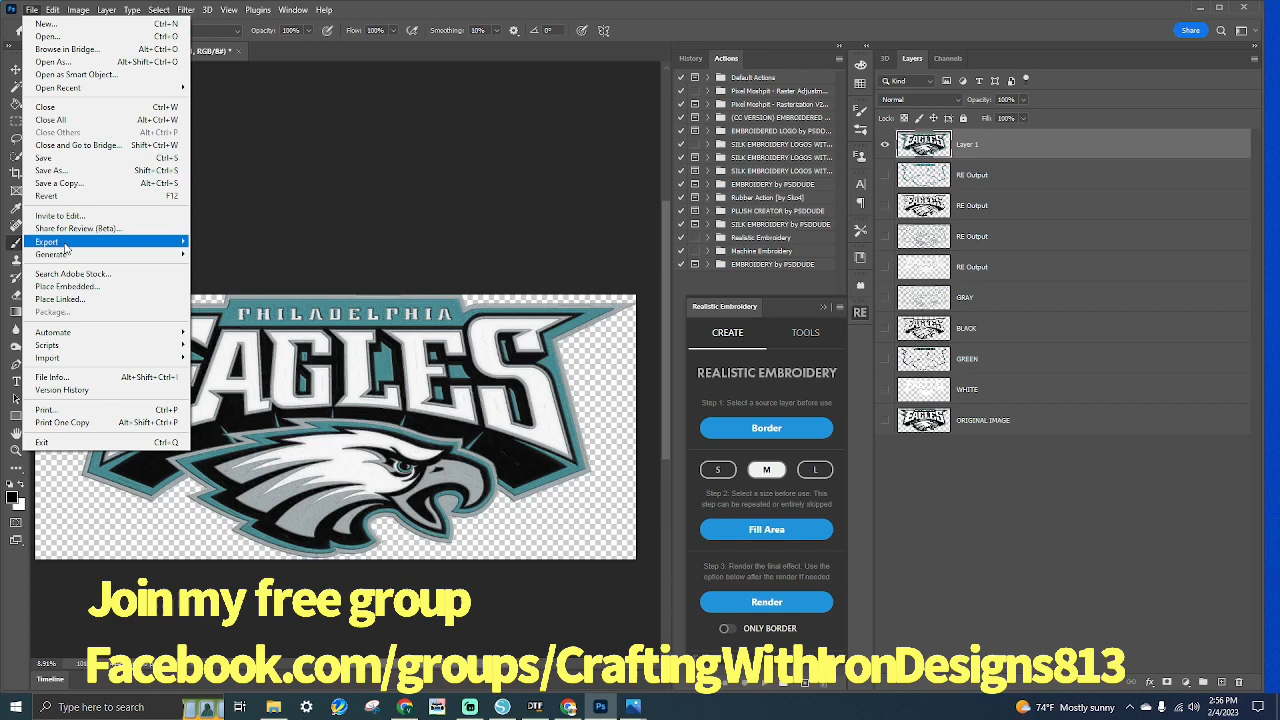 File Edit Image Layer Type Select Filter 3D View Plugins Window Help
Opacity: 100% Flow: 100% Smoothing: 10% 0° Share
, RGB/8#) *
New... Ctrl+N
Open... Ctrl+O
Browse in Bridge... Alt+Ctrl+O
Open As... Alt+Shift+Ctrl+O
Open as Smart Object...
Open Recent
Close Ctrl+W
Close All Alt+Ctrl+W
Close Others Alt+Ctrl+P
Close and Go to Bridge... Shift+Ctrl+W
Save Ctrl+S
Save As... Shift+Ctrl+S
Save a Copy... Alt+Ctrl+S
Revert F12
Invite to Edit...
Share for Review (Beta)...
Export
Generate
Search Adobe Stock...
Place Embedded...
Place Linked...
Package...
Automate
Scripts
Import
File Info... Alt+Shift+Ctrl+I
Version History
Print... Ctrl+P
Print One Copy Alt+Shift+Ctrl+P
Exit Ctrl+Q
PHILADELPHIA
EAGLES
History Actions
Default Actions
Pixel Moshpit - Raster Adjustm...
Pixel Moshpit - Rasterization V2...
(CC VERSION) EMBROIDERED...
EMBROIDERED LOGO by PSDDUDE...
SILK EMBROIDERY LOGO BY PSD...
SILK EMBROIDERY LOGOS WIT...
EMBROIDERY by PSDDUDE
Rubber Action [by Sko4]
PLUSH CREATOR by PSDDUDE
Realistic Embroidery
Machine Embroidery
EMBROIDERY by PSDDUDE
Realistic Embroidery
CREATE TOOLS
REALISTIC EMBROIDERY
Step 1: Select a source layer before use
Border
S M L
Step 2: Select a size before use. This
step can be repeated or entirely skipped
Fill Area
Step 3: Render the final effect. Use the
option below after the render If needed
Render
ONLY BORDER
3D Layers Channels
Kind
Normal Opacity: 100%
Lock: Fill: 100%
Layer 1
RE Output
RE Output
RE Output
RE Output
GRAY
BLACK
GREEN
WHITE
ORIGINAL IMAGE
Join my free group
Facebook.com/groups/CraftingWithIronDesigns813
Timeline
Type here to search
74°F Mostly sunny
2:56 PM
2/4/2023